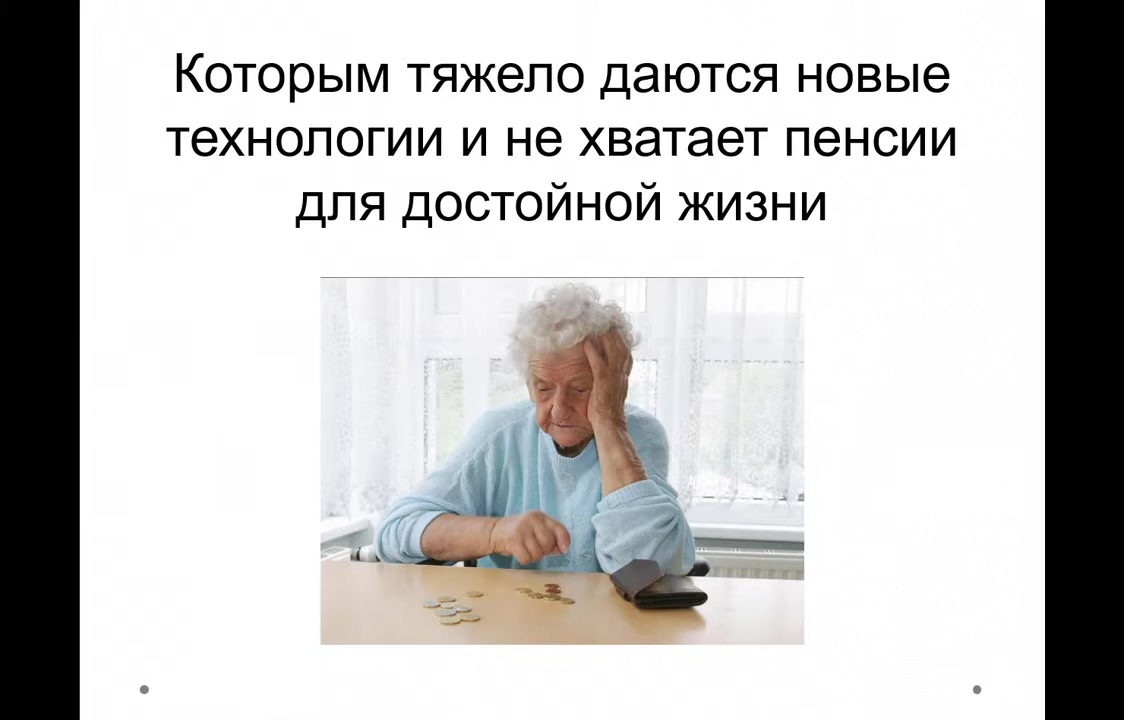 Которым тяжело даются новые
технологии и не хватает пенсии
для достойной жизни